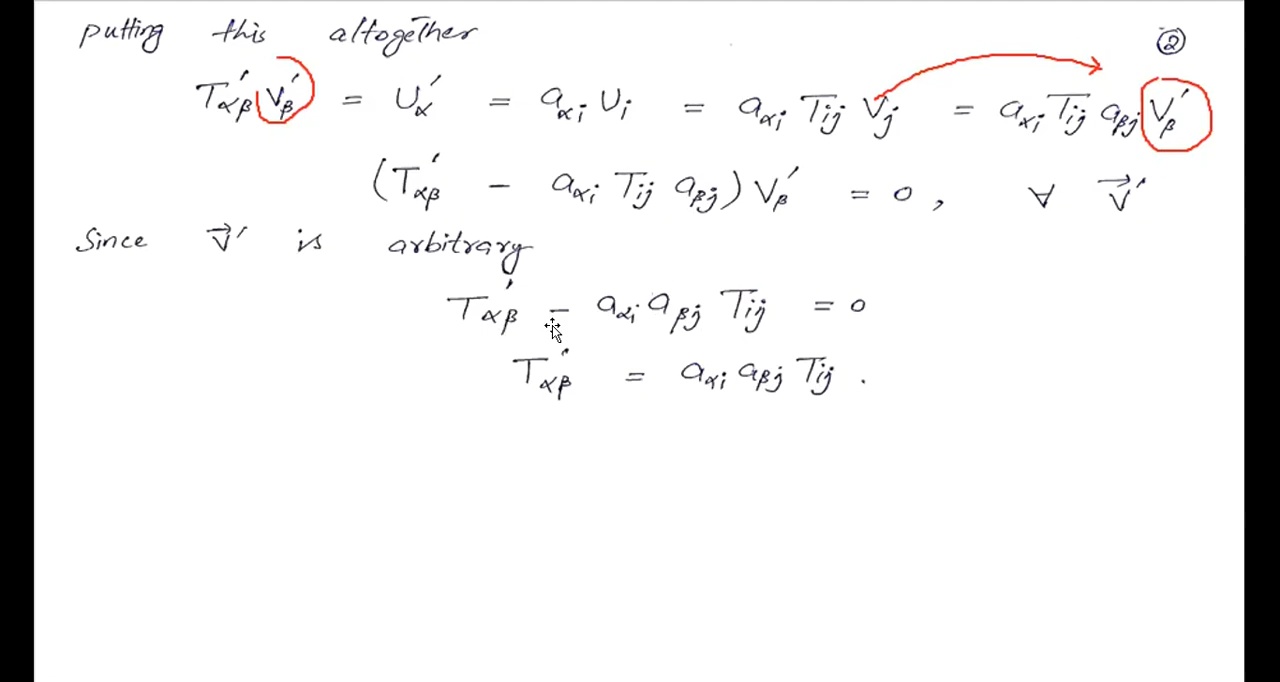 putting this altogether ②
T'αβ V'β = U'α = aαi Ui = aαi Tij Vj = aαi Tij aβj V'β
(T'αβ - aαi Tij aβj) V'β = 0, ∀ V⃗'
Since V⃗' is arbitrary
T'αβ - aαi aβj Tij = 0
T'αβ = aαi aβj Tij .